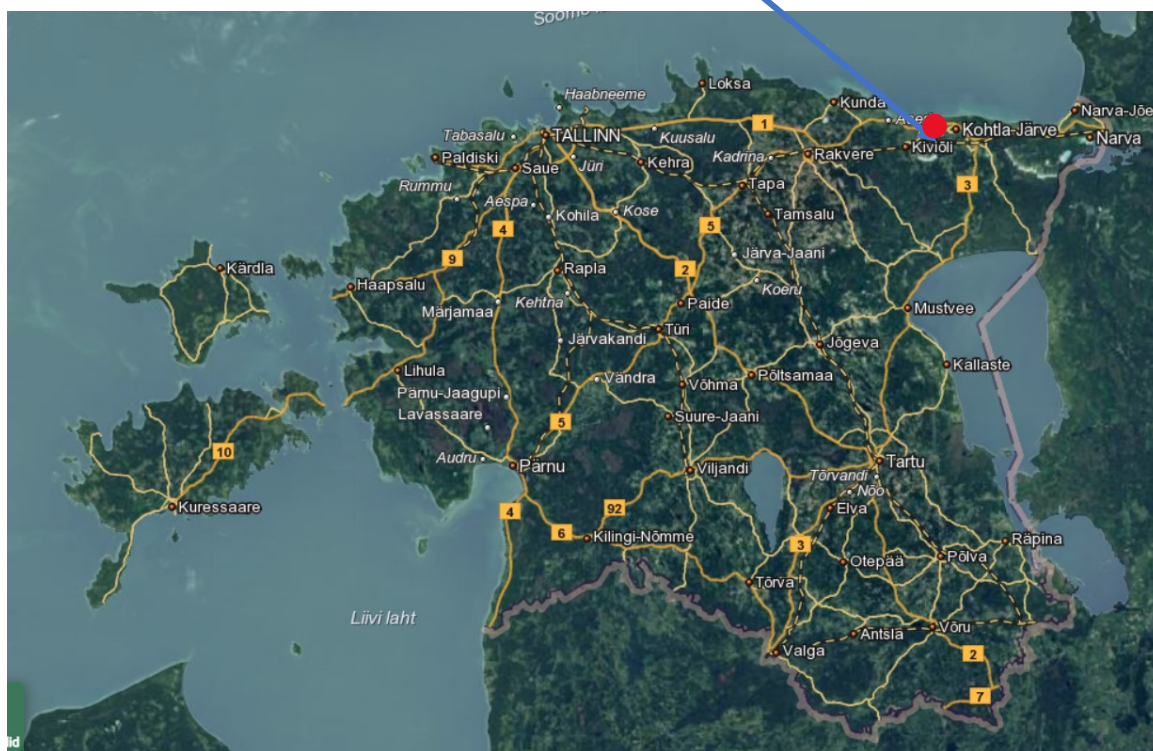 Soome
Loksa
Haabneeme
Kunda
Narva-Jõe
1
Aseri
Kohtla-Järve
Tabasalu
TALLINN
Kuusalu
Narva
Kiviõli
Paldiski
Jüri
Kehra
Kadrina
Rakvere
Saue
Rummu
Tapa
3
Aespa
Kohila
Kose
Tamsalu
4
5
9
Järva-Jaani
Kärdla
Rapla
2
Haapsalu
Kehtna
Koeru
Märjamaa
Paide
Mustvee
Türi
Järvakandi
Jõgeva
Lihula
Vändra
Võhma
Põltsamaa
Kallaste
Pärnu-Jaagupi
Lavassaare
5
Suure-Jaani
10
Audru
Pärnu
Viljandi
Tartu
Tõrvandi
Nõo
Kuressaare
4
92
Elva
6
Kilingi-Nõmme
3
Räpina
Otepää
Põlva
Tõrva
Liivi laht
Antsla
Võru
Valga
2
7
lid